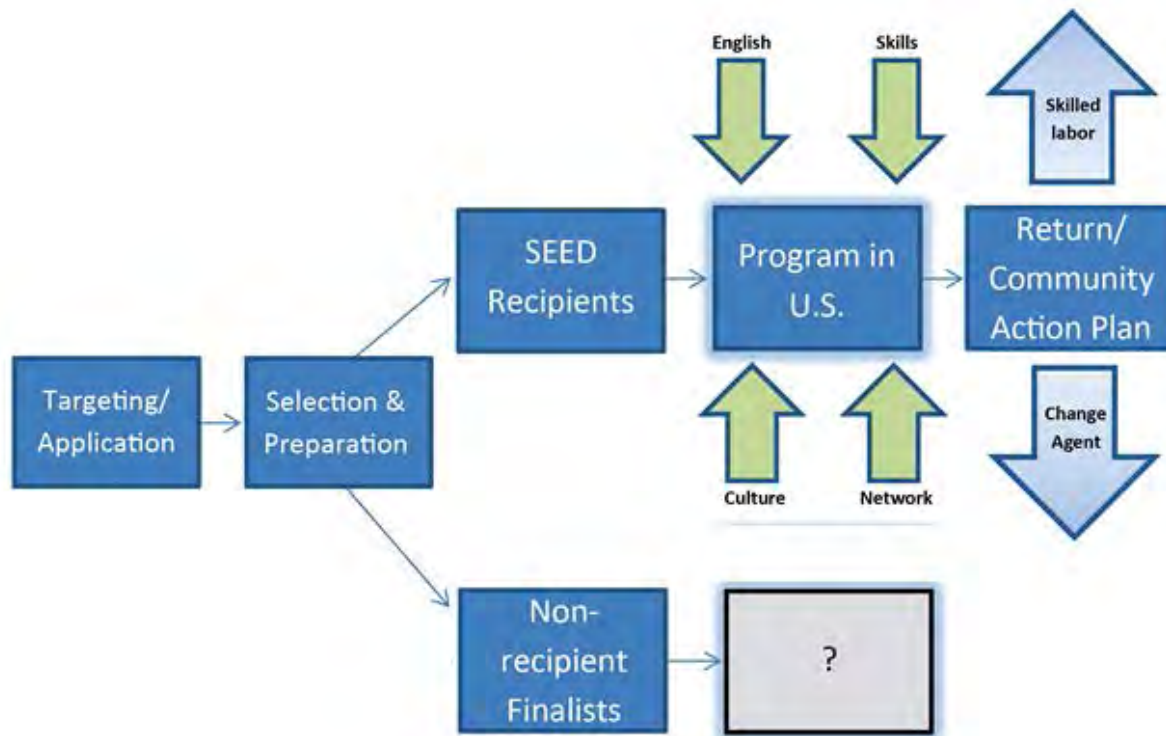 English
Skills
Skilled
labor
SEED
Recipients
Program in
U.S.
Return/
Community
Action Plan
Targeting/
Application
Selection &
Preparation
Change
Agent
Culture
Network
Non-
recipient
Finalists
?